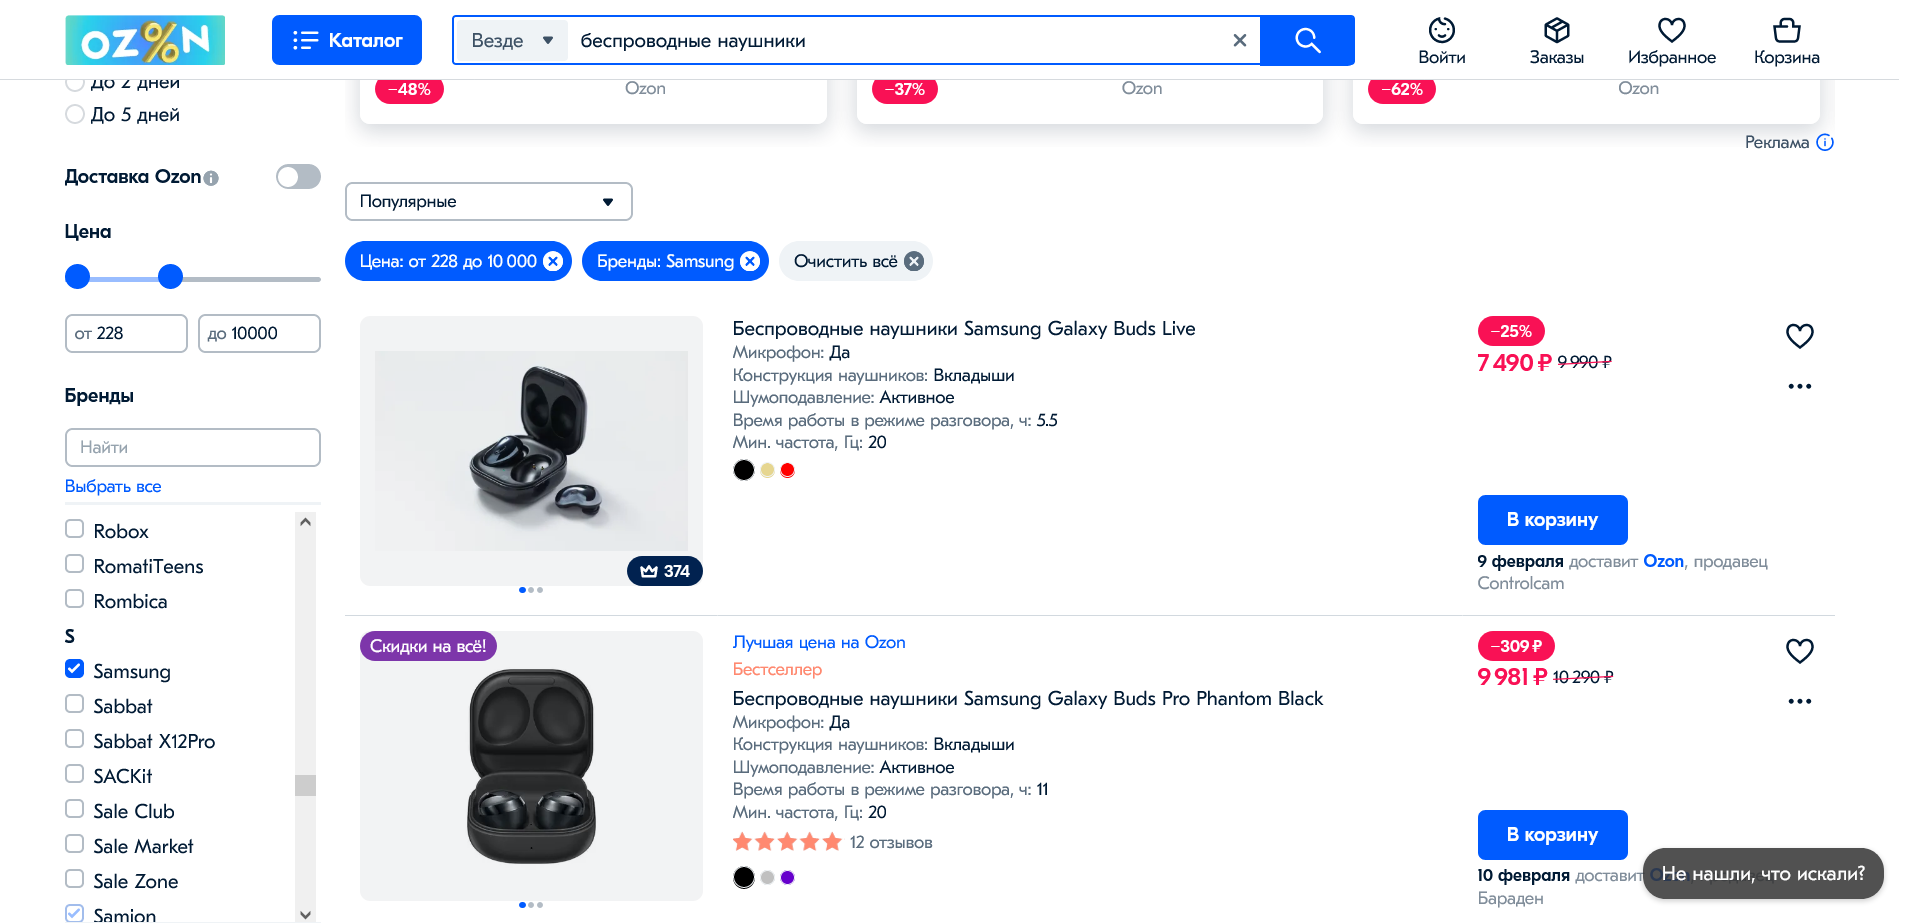 OZ%N
Каталог
Везде
беспроводные наушники
Войти
Заказы
Избранное
Корзина
До 2 дней
До 5 дней
Доставка Ozon
Цена
от 228
до 10000
Бренды
Найти
Выбрать все
Robox
RomatiTeens
Rombica
S
Samsung
Sabbat
Sabbat X12Pro
SACKit
Sale Club
Sale Market
Sale Zone
Samion
−48%
Ozon
−37%
Ozon
−62%
Ozon
Реклама
Популярные
Цена: от 228 до 10 000
Бренды: Samsung
Очистить всё
374
Беспроводные наушники Samsung Galaxy Buds Live
Микрофон: Да
Конструкция наушников: Вкладыши
Шумоподавление: Активное
Время работы в режиме разговора, ч: 5.5
Мин. частота, Гц: 20
−25%
7 490 ₽ 9 990 ₽
В корзину
9 февраля доставит Ozon, продавец
Controlcam
Скидки на всё!
Лучшая цена на Ozon
Бестселлер
Беспроводные наушники Samsung Galaxy Buds Pro Phantom Black
Микрофон: Да
Конструкция наушников: Вкладыши
Шумоподавление: Активное
Время работы в режиме разговора, ч: 11
Мин. частота, Гц: 20
12 отзывов
−309 ₽
9 981 ₽ 10 290 ₽
В корзину
10 февраля доставит
Бараден
Не нашли, что искали?